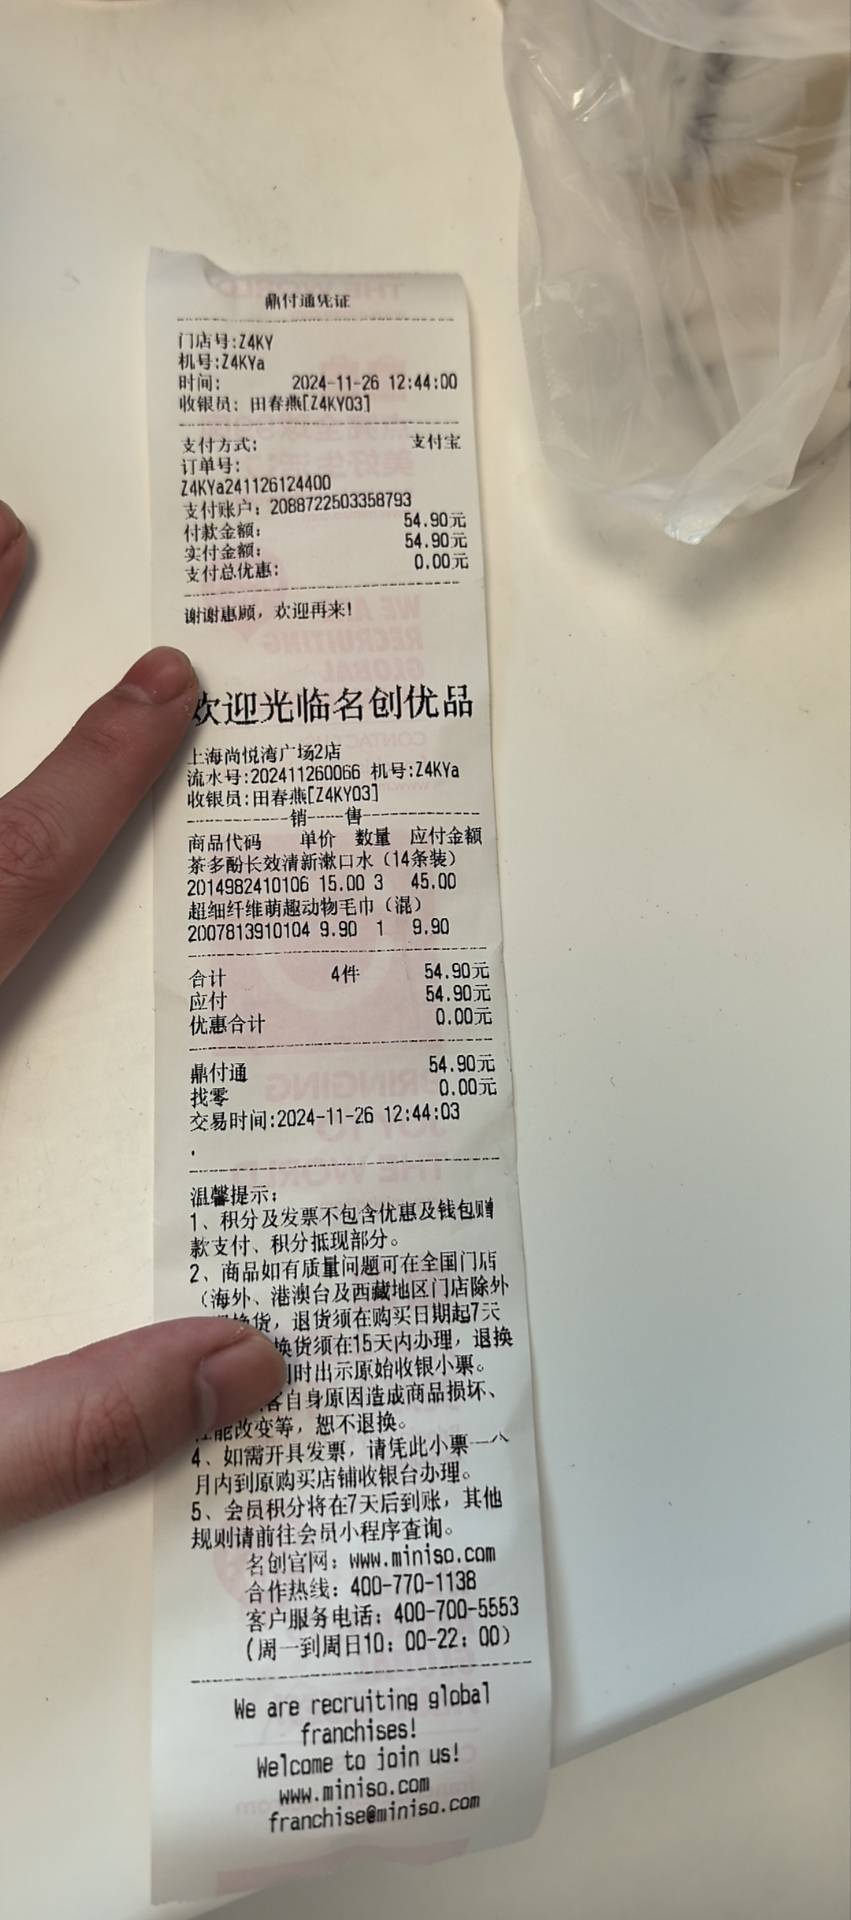 鼎付通凭证
门店号:Z4KY
机号:Z4KYa
时间: 2024-11-26 12:44:00
收银员: 田春燕[Z4KY03]
支付方式: 支付宝
订单号:
Z4KYa241126124400
支付账户: 2088722503358793
付款金额: 54.90元
实付金额: 54.90元
支付总优惠: 0.00元
谢谢惠顾, 欢迎再来!
欢迎光临名创优品
上海尚悦湾广场2店
流水号:202411260066 机号:Z4KYa
收银员:田春燕[Z4KY03]
销 售
商品代码 单价 数量 应付金额
茶多酚长效清新漱口水（14条装）
2014982410106 15.00 3 45.00
超细纤维萌趣动物毛巾（混）
2007813910104 9.90 1 9.90
合计 4件 54.90元
应付 54.90元
优惠合计 0.00元
鼎付通 54.90元
找零 0.00元
交易时间:2024-11-26 12:44:03
.
温馨提示:
1、积分及发票不包含优惠及钱包赠
款支付、积分抵现部分。
2、商品如有质量问题可在全国门店
（海外、港澳台及西藏地区门店除外
换货, 退货须在购买日期起7天
换货须在15天内办理, 退换
时出示原始收银小票。
客自身原因造成商品损坏、
性能改变等, 恕不退换。
4、如需开具发票, 请凭此小票一
月内到原购买店铺收银台办理。
5、会员积分将在7天后到账, 其他
规则请前往会员小程序查询。
名创官网: www.miniso.com
合作热线: 400-770-1138
客户服务电话: 400-700-5553
(周一到周日10: 00-22: 00)
We are recruiting global
franchises!
Welcome to join us!
www.miniso.com
franchise@miniso.com